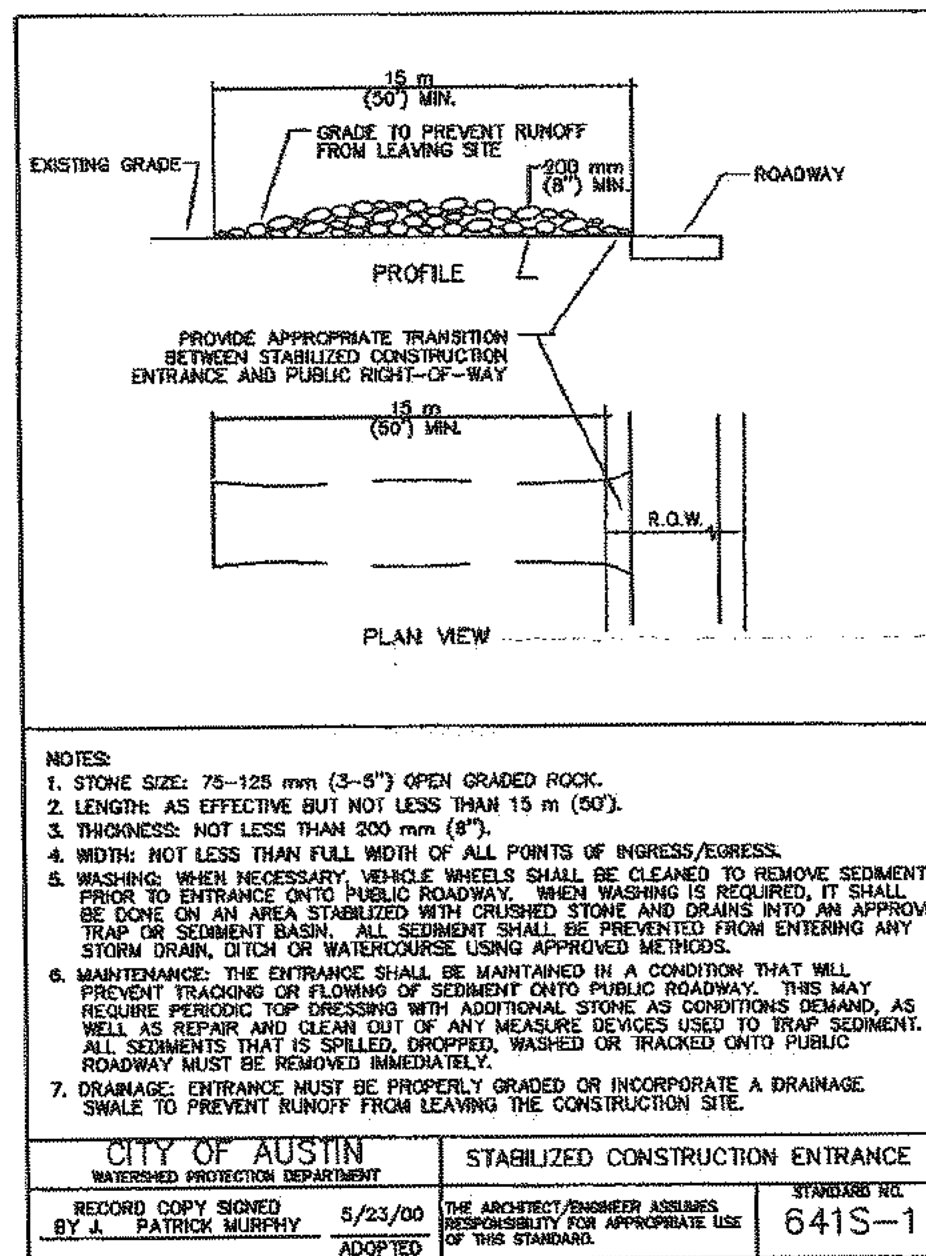 15 m
(50') MIN.
GRADE TO PREVENT RUNOFF
FROM LEAVING SITE
EXISTING GRADE
200 mm
(8") MIN.
ROADWAY
PROFILE
PROVIDE APPROPRIATE TRANSITION
BETWEEN STABILIZED CONSTRUCTION
ENTRANCE AND PUBLIC RIGHT-OF-WAY
15 m
(50') MIN.
R.O.W.
PLAN VIEW
NOTES:
1. STONE SIZE: 75-125 mm (3-5") OPEN GRADED ROCK.
2. LENGTH: AS EFFECTIVE BUT NOT LESS THAN 15 m (50').
3. THICKNESS: NOT LESS THAN 200 mm (8").
4. WIDTH: NOT LESS THAN FULL WIDTH OF ALL POINTS OF INGRESS/EGRESS.
5. WASHING: WHEN NECESSARY, VEHICLE WHEELS SHALL BE CLEANED TO REMOVE SEDIMENT
PRIOR TO ENTRANCE ONTO PUBLIC ROADWAY. WHEN WASHING IS REQUIRED, IT SHALL
BE DONE ON AN AREA STABILIZED WITH CRUSHED STONE AND DRAINS INTO AN APPROV
TRAP OR SEDIMENT BASIN. ALL SEDIMENT SHALL BE PREVENTED FROM ENTERING ANY
STORM DRAIN, DITCH OR WATERCOURSE USING APPROVED METHODS.
6. MAINTENANCE: THE ENTRANCE SHALL BE MAINTAINED IN A CONDITION THAT WILL
PREVENT TRACKING OR FLOWING OF SEDIMENT ONTO PUBLIC ROADWAY. THIS MAY
REQUIRE PERIODIC TOP DRESSING WITH ADDITIONAL STONE AS CONDITIONS DEMAND, AS
WELL AS REPAIR AND CLEAN OUT OF ANY MEASURE DEVICES USED TO TRAP SEDIMENT.
ALL SEDIMENTS THAT IS SPILLED, DROPPED, WASHED OR TRACKED ONTO PUBLIC
ROADWAY MUST BE REMOVED IMMEDIATELY.
7. DRAINAGE: ENTRANCE MUST BE PROPERLY GRADED OR INCORPORATE A DRAINAGE
SWALE TO PREVENT RUNOFF FROM LEAVING THE CONSTRUCTION SITE.
CITY OF AUSTIN
WATERSHED PROTECTION DEPARTMENT
STABILIZED CONSTRUCTION ENTRANCE
RECORD COPY SIGNED
BY J. PATRICK MURPHY
5/23/00
ADOPTED
THE ARCHITECT/ENGINEER ASSUMES
RESPONSIBILITY FOR APPROPRIATE USE
OF THIS STANDARD.
STANDARD NO.
641S-1